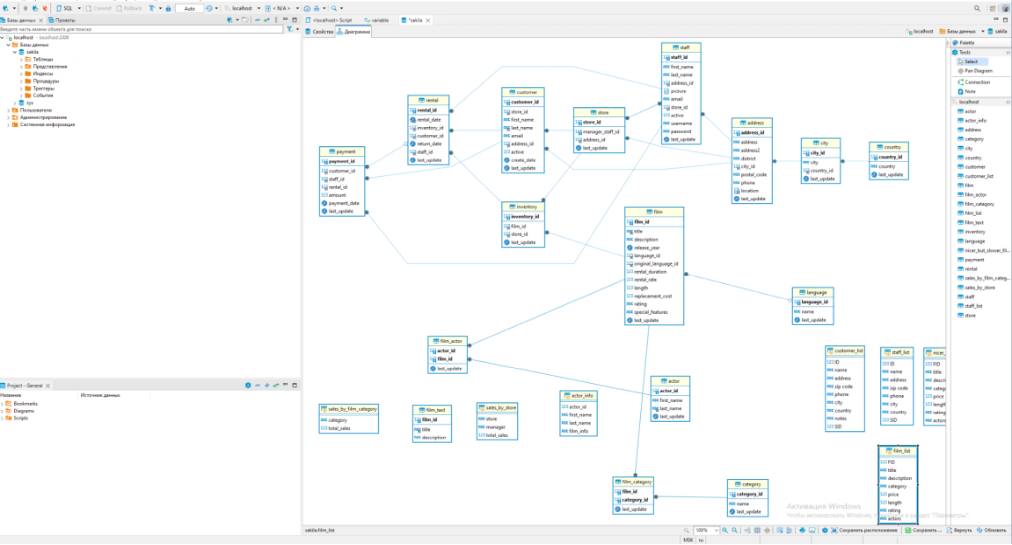 SQL
Commit
Rollback
Auto
localhost
< N/A >
Базы данных
Проекты
<localhost> Script
variable
*sakila
Введите часть имени объекта для поиска
Свойства
Диаграмма
localhost
Базы данных
sakila
localhost
Базы данных
sakila
Таблицы
Представления
Индексы
Процедуры
Триггеры
События
sys
Пользователи
Администрирование
Системная информация
Project - General
Название
Источник данных
Bookmarks
Diagrams
Scripts
staff
staff_id
first_name
last_name
address_id
picture
email
store_id
active
username
password
last_update
customer
customer_id
store_id
first_name
last_name
email
address_id
active
create_date
last_update
rental
rental_id
rental_date
inventory_id
customer_id
return_date
staff_id
last_update
store
store_id
manager_staff_id
address_id
last_update
address
address_id
address
address2
district
city_id
postal_code
phone
location
last_update
city
city_id
city
country_id
last_update
country
country_id
country
last_update
payment
payment_id
customer_id
staff_id
rental_id
amount
payment_date
last_update
inventory
inventory_id
film_id
store_id
last_update
film
film_id
title
description
release_year
language_id
original_language_id
rental_duration
rental_rate
length
replacement_cost
rating
special_features
last_update
language
language_id
name
last_update
film_actor
actor_id
film_id
last_update
customer_list
ID
name
address
zip code
phone
city
country
notes
SID
staff_list
ID
name
address
zip code
phone
city
country
SID
FID
title
price
actor
actor_id
first_name
last_name
last_update
actor_info
actor_id
first_name
last_name
film_info
sales_by_film_category
category
total_sales
film_text
film_id
title
description
sales_by_store
store
manager
total_sales
film_list
FID
title
description
category
price
length
rating
actors
film_category
film_id
category_id
last_update
category
category_id
name
last_update
Активация Windows
Чтобы активировать Windows,
раздел "Параметры".
Palette
Tools
Select
Pan Diagram
Connection
Note
localhost
actor
actor_info
address
category
city
country
customer
customer_list
film
film_actor
film_category
film_list
film_text
inventory
language
nicer_but_slower_fil...
payment
rental
sales_by_film_categ...
sales_by_store
staff
staff_list
store
sakila.film_list
100%
Сохранить расположение
Сохранить ...
Вернуть
Обновить
MSK
ru